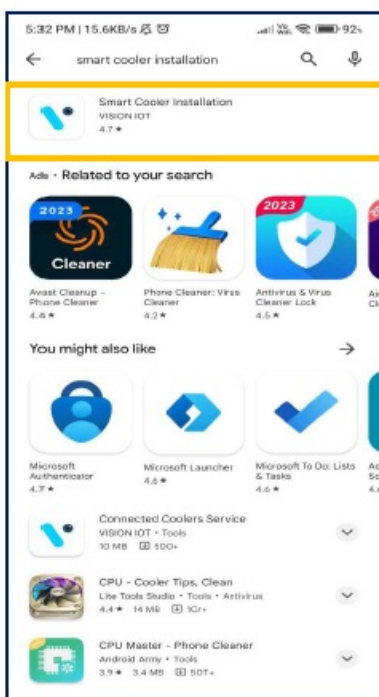 5:32 PM | 15.6KB/s
92%
smart cooler installation
Smart Cooler Installation
VISION IOT
4.7★
Ads · Related to your search
2023
Cleaner
2023
Avast Cleanup –
Phone Cleaner
4.4★
Phone Cleaner: Virus
Cleaner
4.2★
Antivirus & Virus
Cleaner Lock
4.5★
You might also like
Microsoft
Authenticator
4.7★
Microsoft Launcher
4.6★
Microsoft To Do: Lists
& Tasks
4.6★
Connected Coolers Service
VISION IOT • Tools
10 MB 500+
CPU - Cooler Tips, Clean
Lite Tools Studio • Tools • Antivirus
4.4★ 14 MB 1Cr+
CPU Master - Phone Cleaner
Android Army • Tools
3.9★ 3.4 MB 50T+